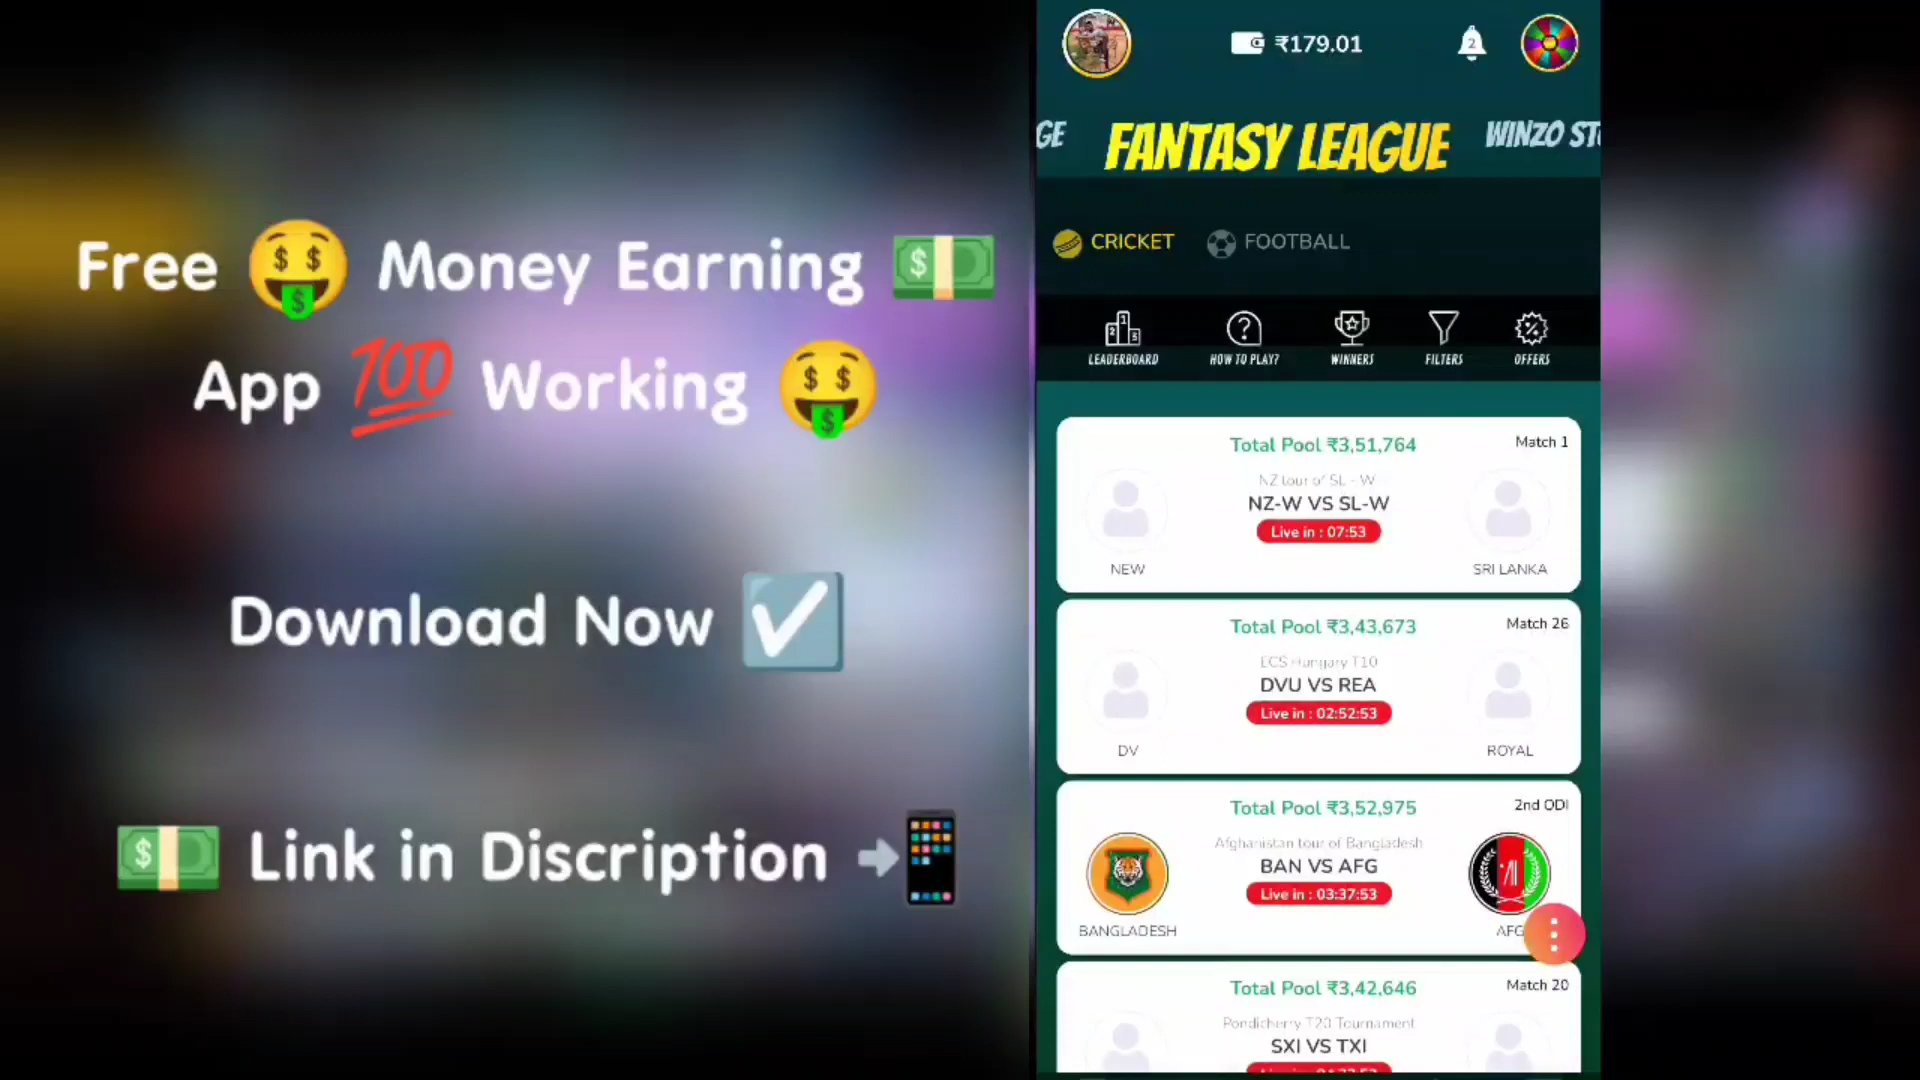 Free 🤑 Money Earning 💵
App 💯 Working 🤑
Download Now ☑️
💵 Link in Discription 📲
₹179.01
2
GE
FANTASY LEAGUE
WINZO ST
CRICKET
FOOTBALL
LEADERBOARD
HOW TO PLAY?
WINNERS
FILTERS
OFFERS
Total Pool ₹3,51,764
Match 1
NZ tour of SL - W
NZ-W VS SL-W
Live in : 07:53
NEW
SRI LANKA
Total Pool ₹3,43,673
Match 26
ECS Hungary T10
DVU VS REA
Live in : 02:52:53
DV
ROYAL
Total Pool ₹3,52,975
2nd ODI
Afghanistan tour of Bangladesh
BAN VS AFG
Live in : 03:37:53
BANGLADESH
AFG
Total Pool ₹3,42,646
Match 20
Pondicherry T20 Tournament
SXI VS TXI